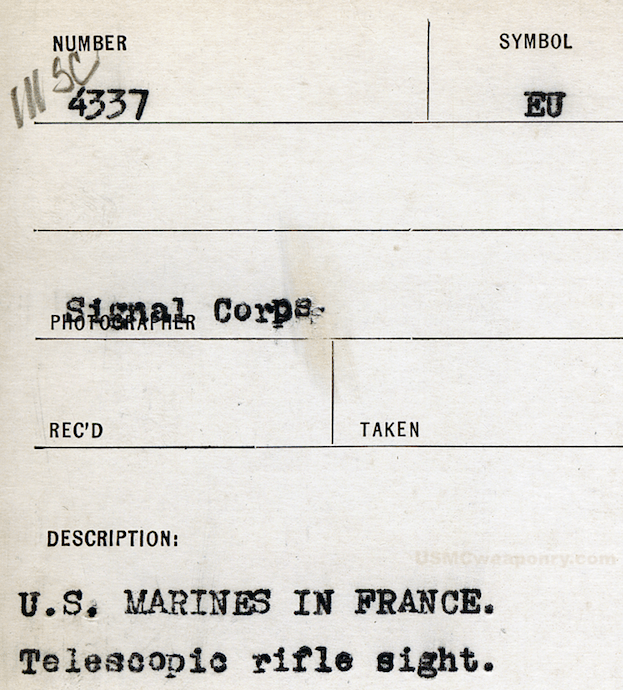 NUMBER SYMBOL
111 SC
4337 EU
Signal Corps
PHOTOGRAPHER
REC'D TAKEN
DESCRIPTION:
USMCweaponry.com
U.S. MARINES IN FRANCE.
Telescopic rifle sight.